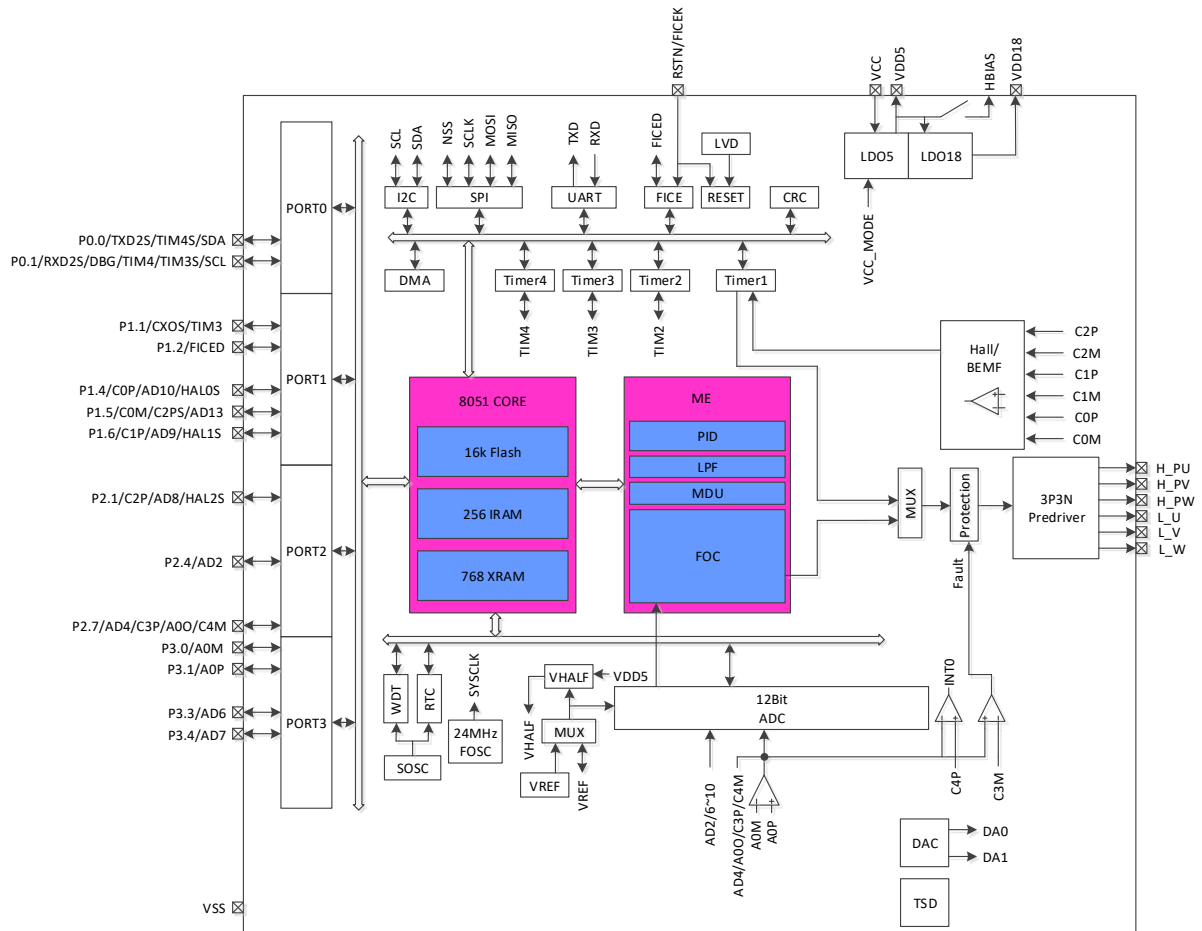 RSTN/FICEK
VCC
VDD5
HBIAS
VDD18
SCL
SDA
NSS
SCLK
MOSI
MISO
TXD
RXD
FICED
LVD
LDO5
LDO18
I2C
SPI
UART
FICE
RESET
CRC
VCC_MODE
PORT0
P0.0/TXD2S/TIM4S/SDA
P0.1/RXD2S/DBG/TIM4/TIM3S/SCL
DMA
Timer4
Timer3
Timer2
Timer1
TIM4
TIM3
TIM2
P1.1/CXOS/TIM3
P1.2/FICED
PORT1
P1.4/C0P/AD10/HAL0S
P1.5/C0M/C2PS/AD13
P1.6/C1P/AD9/HAL1S
Hall/
BEMF
C2P
C2M
C1P
C1M
C0P
C0M
8051 CORE
16k Flash
256 IRAM
768 XRAM
ME
PID
LPF
MDU
FOC
MUX
Protection
Fault
3P3N
Predriver
H_PU
H_PV
H_PW
L_U
L_V
L_W
P2.1/C2P/AD8/HAL2S
PORT2
P2.4/AD2
P2.7/AD4/C3P/A0O/C4M
P3.0/A0M
P3.1/A0P
PORT3
P3.3/AD6
P3.4/AD7
WDT
RTC
SOSC
SYSCLK
24MHz
FOSC
VHALF
VDD5
VHALF
MUX
VREF
VREF
12Bit
ADC
INT0
C4P
C3M
AD2/6~10
AD4/A0O/C3P/C4M
A0M
A0P
DAC
DA0
DA1
TSD
VSS